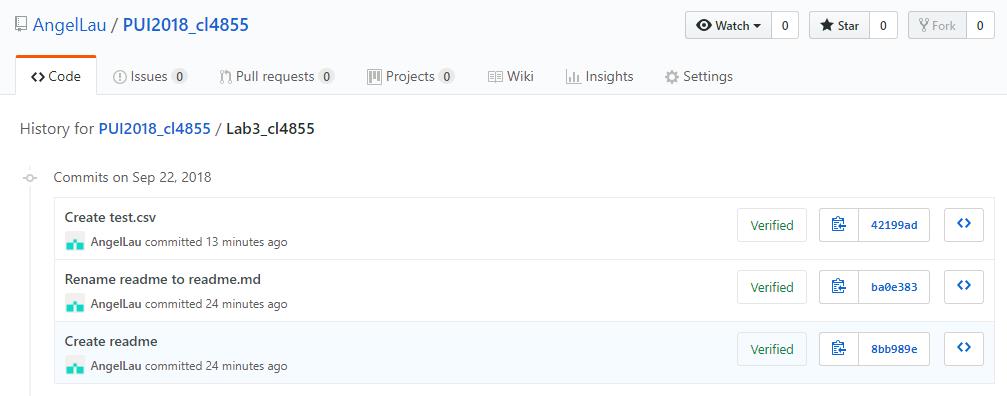 AngelLau / PUI2018_cl4855 Watch 0 Star 0 Fork 0
Code Issues 0 Pull requests 0 Projects 0 Wiki Insights Settings
History for PUI2018_cl4855 / Lab3_cl4855
Commits on Sep 22, 2018
Create test.csv
AngelLau committed 13 minutes ago
Verified 42199ad
Rename readme to readme.md
AngelLau committed 24 minutes ago
Verified ba0e383
Create readme
AngelLau committed 24 minutes ago
Verified 8bb989e